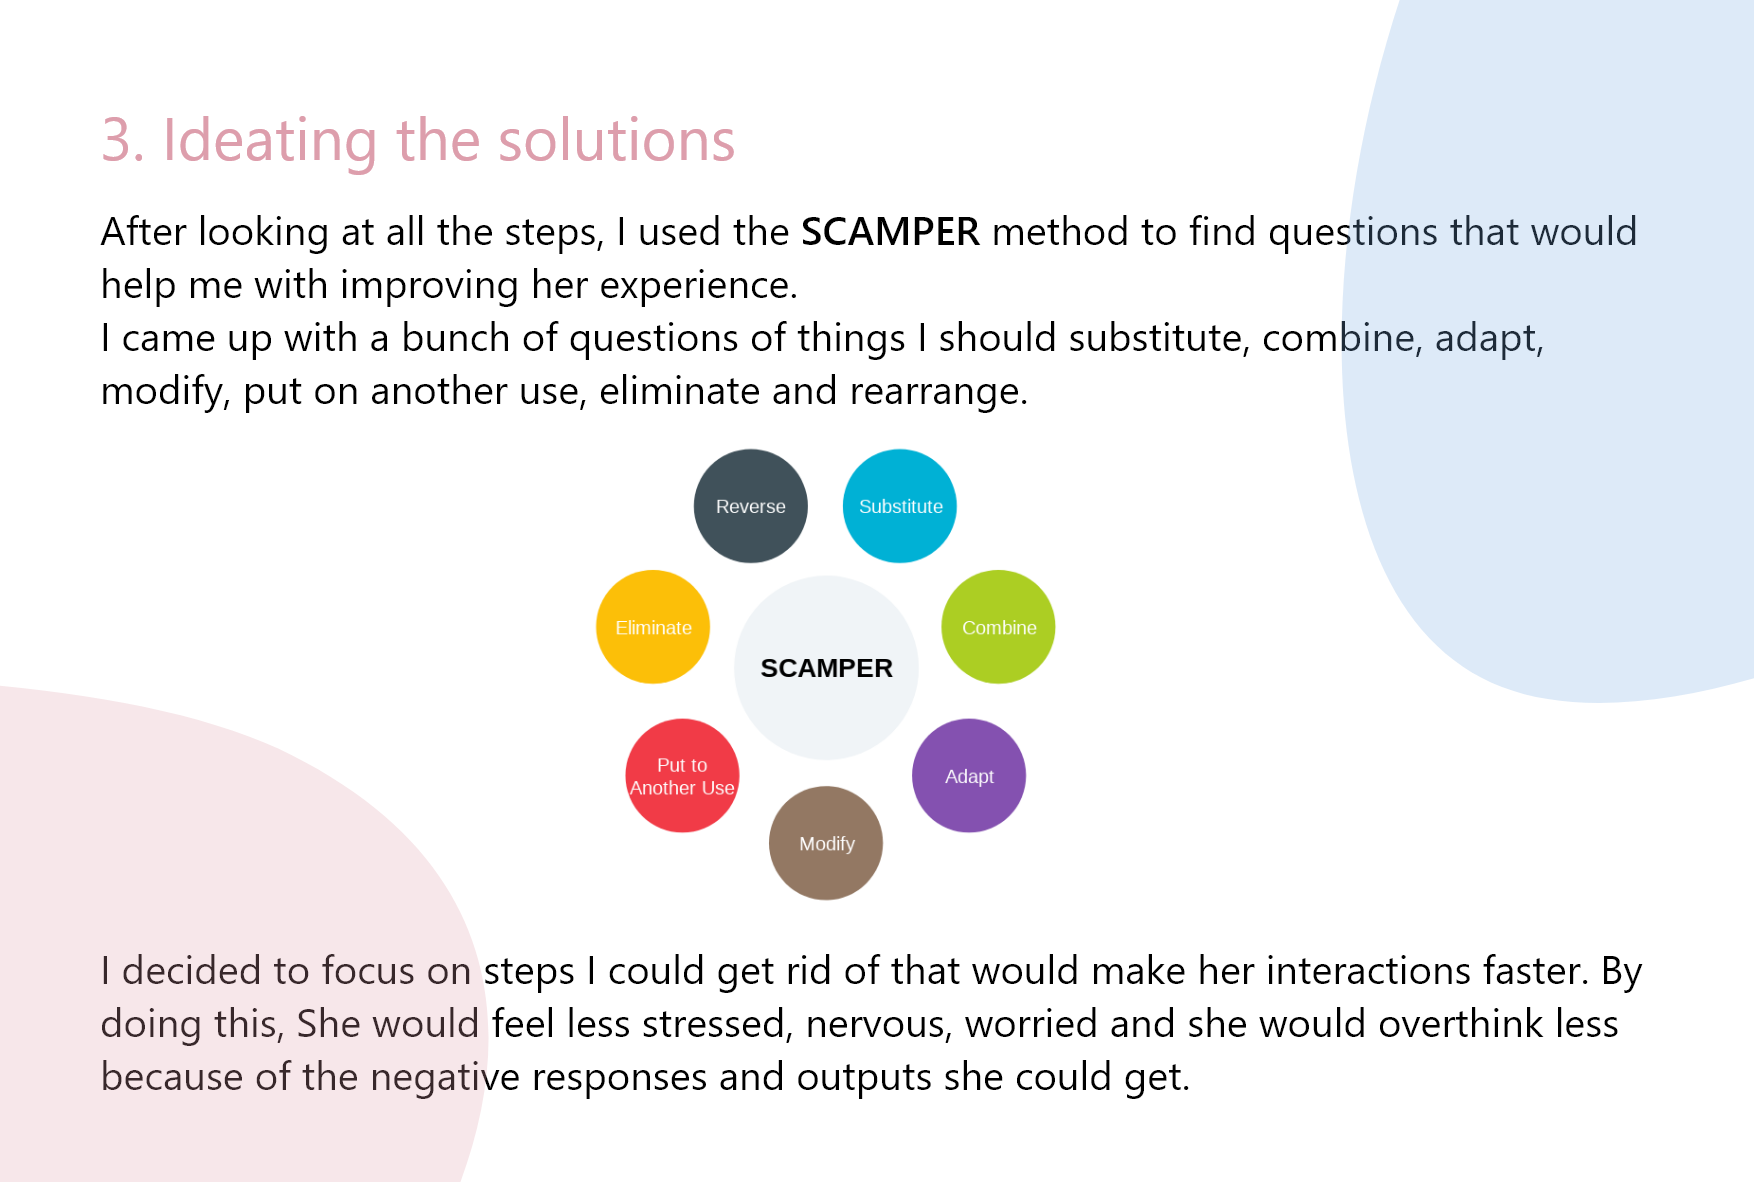 3. Ideating the solutions
After looking at all the steps, I used the SCAMPER method to find questions that would
help me with improving her experience.
I came up with a bunch of questions of things I should substitute, combine, adapt,
modify, put on another use, eliminate and rearrange.
Reverse
Substitute
Eliminate
Combine
SCAMPER
Put to
Another Use
Adapt
Modify
I decided to focus on steps I could get rid of that would make her interactions faster. By
doing this, She would feel less stressed, nervous, worried and she would overthink less
because of the negative responses and outputs she could get.